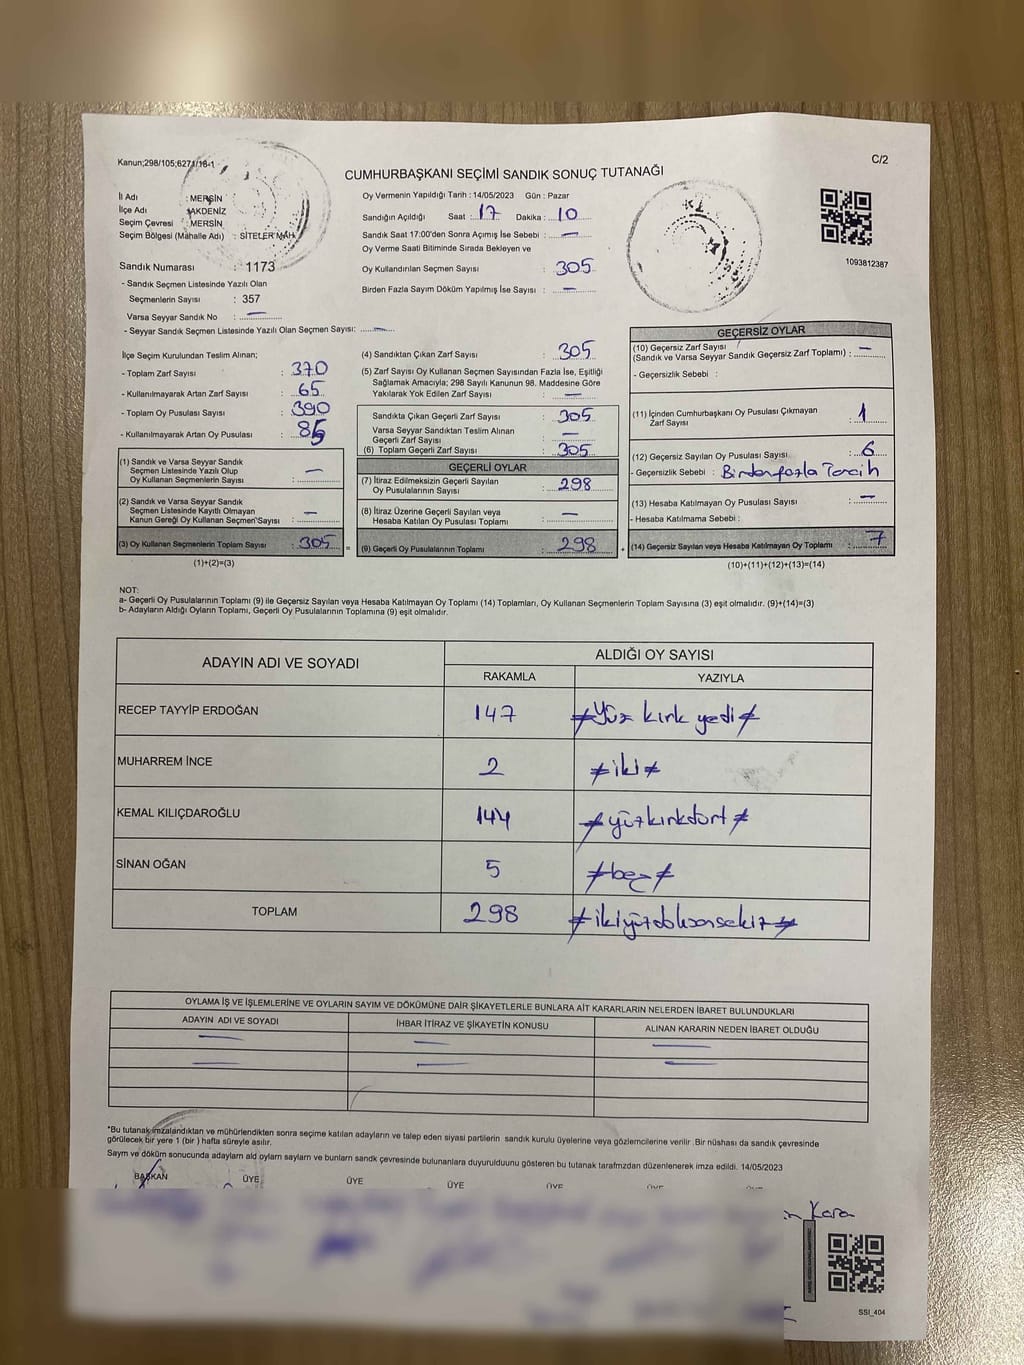 Kanun;298/105;6271/16-1
C/2
CUMHURBAŞKANI SEÇİMİ SANDIK SONUÇ TUTANAĞI
İl Adı : MERSİN
İlçe Adı : AKDENİZ
Seçim Çevresi : MERSİN
Seçim Bölgesi (Mahalle Adı) : SİTELER MAH.
Sandık Numarası : 1173
- Sandık Seçmen Listesinde Yazılı Olan
Seçmenlerin Sayısı : 357
Varsa Seyyar Sandık No : —
- Seyyar Sandık Seçmen Listesinde Yazılı Olan Seçmen Sayısı: —
Oy Vermenin Yapıldığı Tarih : 14/05/2023 Gün : Pazar
Sandığın Açıldığı Saat : 17 Dakika : 10
Sandık Saat 17:00'den Sonra Açımış İse Sebebi : —
Oy Verme Saati Bitiminde Sırada Bekleyen ve
Oy Kullandırılan Seçmen Sayısı : 305
Birden Fazla Sayım Döküm Yapılmış İse Sayısı : —
1093812387
İlçe Seçim Kurulundan Teslim Alınan;
- Toplam Zarf Sayısı : 370
- Kullanılmayarak Artan Zarf Sayısı : 65
- Toplam Oy Pusulası Sayısı : 390
- Kullanılmayarak Artan Oy Pusulası : 85
(1) Sandık ve Varsa Seyyar Sandık
Seçmen Listesinde Yazılı Olup
Oy Kullanan Seçmenlerin Sayısı : —
(2) Sandık ve Varsa Seyyar Sandık
Seçmen Listesinde Kayıtlı Olmayan
Kanun Gereği Oy Kullanan Seçmen Sayısı : —
(3) Oy Kullanan Seçmenlerin Toplam Sayısı : 305 =
(1)+(2)=(3)
(4) Sandıktan Çıkan Zarf Sayısı : 305
(5) Zarf Sayısı Oy Kullanan Seçmen Sayısından Fazla İse, Eşitliği
Sağlamak Amacıyla; 298 Sayılı Kanunun 98. Maddesine Göre
Yakılarak Yok Edilen Zarf Sayısı : —
Sandıkta Çıkan Geçerli Zarf Sayısı : 305
Varsa Seyyar Sandıktan Teslim Alınan
Geçerli Zarf Sayısı : —
(6) Toplam Geçerli Zarf Sayısı : 305
GEÇERLİ OYLAR
(7) İtiraz Edilmeksizin Geçerli Sayılan
Oy Pusulalarının Sayısı : 298
(8) İtiraz Üzerine Geçerli Sayılan veya
Hesaba Katılan Oy Pusulası Toplamı : —
(9) Geçerli Oy Pusulalarının Toplamı : 298 +
GEÇERSİZ OYLAR
(10) Geçersiz Zarf Sayısı
(Sandık ve Varsa Seyyar Sandık Geçersiz Zarf Toplamı) : —
- Geçersizlik Sebebi :
(11) İçinden Cumhurbaşkanı Oy Pusulası Çıkmayan
Zarf Sayısı : 1
(12) Geçersiz Sayılan Oy Pusulası Sayısı : 6
- Geçersizlik Sebebi : Birden fazla Tercih
(13) Hesaba Katılmayan Oy Pusulası Sayısı : —
- Hesaba Katılmama Sebebi :
(14) Geçersiz Sayılan veya Hesaba Katılmayan Oy Toplamı : 7
(10)+(11)+(12)+(13)=(14)
NOT:
a- Geçerli Oy Pusulalarının Toplamı (9) ile Geçersiz Sayılan veya Hesaba Katılmayan Oy Toplamı (14) Toplamları, Oy Kullanan Seçmenlerin Toplam Sayısına (3) eşit olmalıdır. (9)+(14)=(3)
b- Adayların Aldığı Oyların Toplamı, Geçerli Oy Pusulalarının Toplamına (9) eşit olmalıdır.
ADAYIN ADI VE SOYADI ALDIĞI OY SAYISI
RAKAMLA YAZIYLA
RECEP TAYYİP ERDOĞAN 147 Yüz kırk yedi
MUHARREM İNCE 2 iki
KEMAL KILIÇDAROĞLU 144 yüzkırkdört
SİNAN OĞAN 5 beş
TOPLAM 298 ikiyüzdoksansekiz
OYLAMA İŞ VE İŞLEMLERİNE VE OYLARIN SAYIM VE DÖKÜMÜNE DAİR ŞİKAYETLERLE BUNLARA AİT KARARLARIN NELERDEN İBARET BULUNDUKLARI
ADAYIN ADI VE SOYADI İHBAR İTİRAZ VE ŞİKAYETİN KONUSU ALINAN KARARIN NEDEN İBARET OLDUĞU
*Bu tutanak imzalandıktan ve mühürlendikten sonra seçime katılan adayların ve talep eden siyasi partilerin sandık kurulu üyelerine veya gözlemcilerine verilir .Bir nüshası da sandık çevresinde
görülecek bir yere 1 (bir ) hafta süreyle asılır.
Sayım ve döküm sonucunda adayların ald oyların sayların ve bunların sandk çevresinde bulunanlara duyurulduunu gösteren bu tutanak tarafmzdan düzenlenerek imza edildi. 14/05/2023
BAŞKAN ÜYE ÜYE ÜYE ÜYE ÜYE ÜYE
Kara
SSİ_404